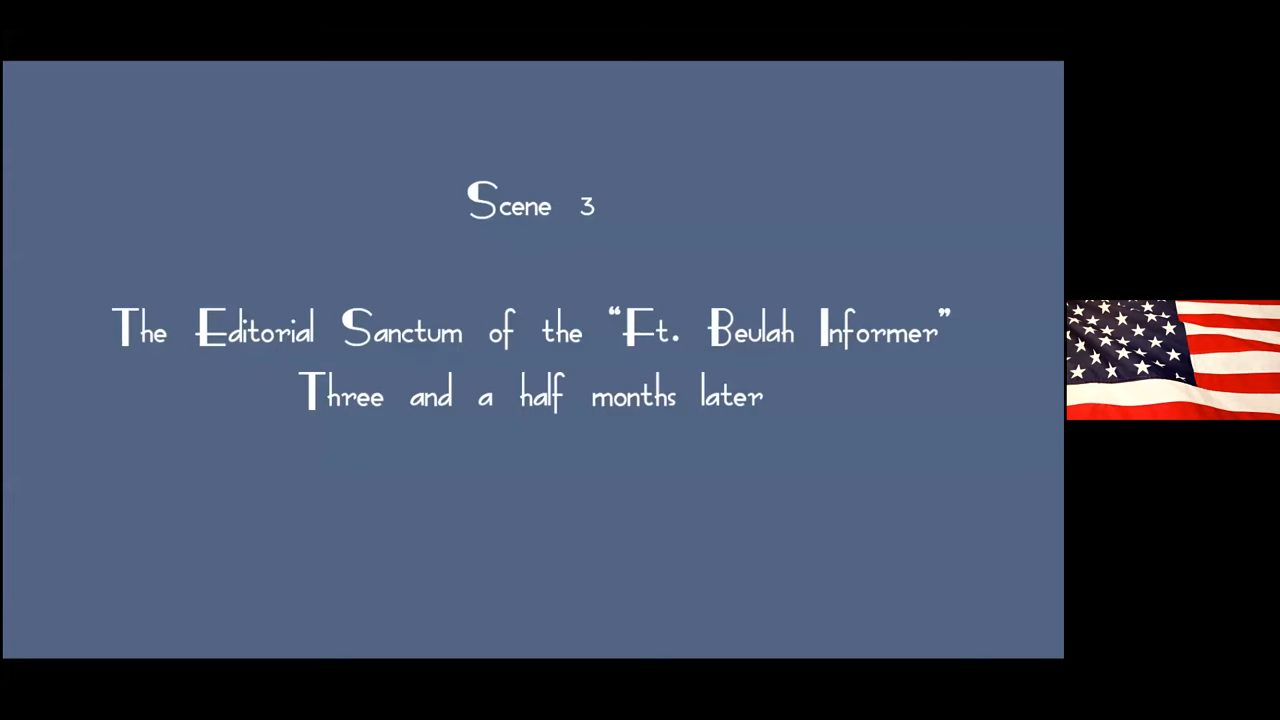 Scene 3
The Editorial Sanctum of the “Ft. Beulah Informer”
Three and a half months later